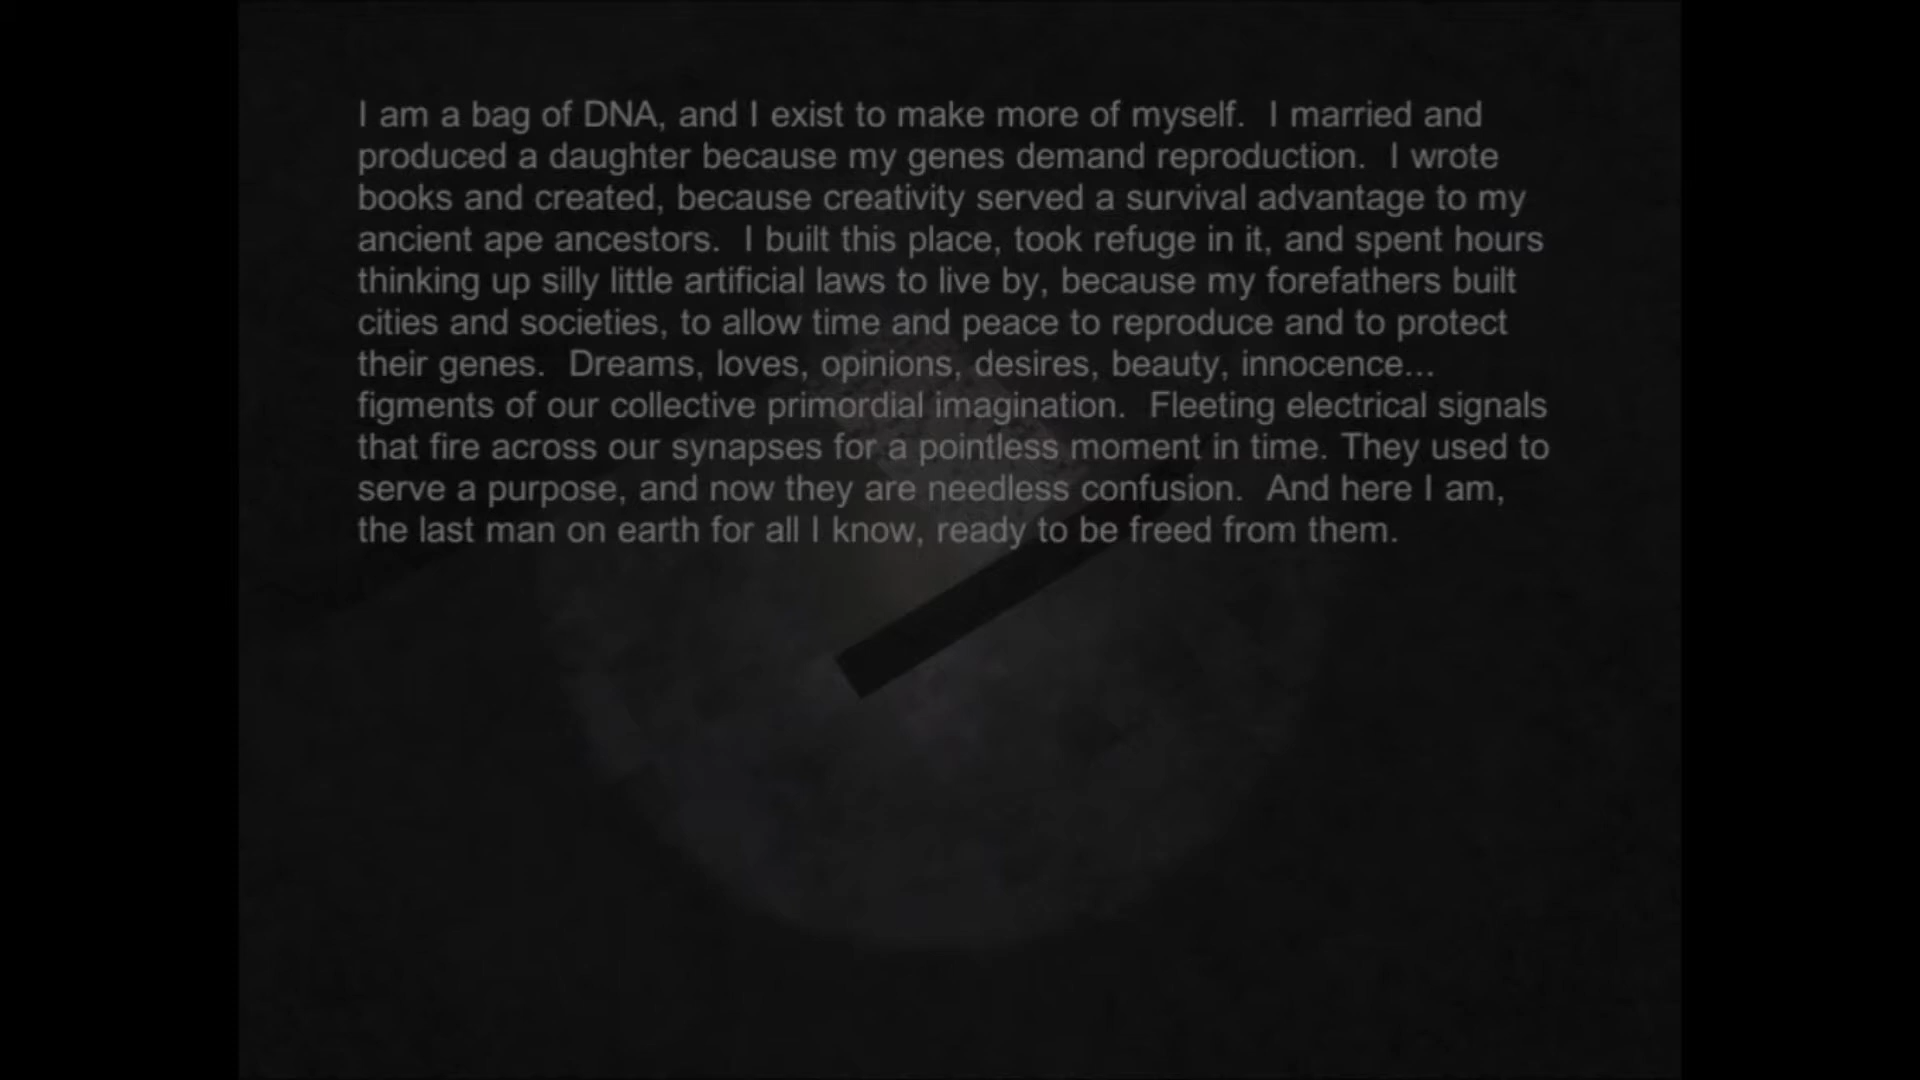 I am a bag of DNA, and I exist to make more of myself.  I married and
produced a daughter because my genes demand reproduction.  I wrote
books and created, because creativity served a survival advantage to my
ancient ape ancestors.  I built this place, took refuge in it, and spent hours
thinking up silly little artificial laws to live by, because my forefathers built
cities and societies, to allow time and peace to reproduce and to protect
their genes.  Dreams, loves, opinions, desires, beauty, innocence...
figments of our collective primordial imagination.  Fleeting electrical signals
that fire across our synapses for a pointless moment in time. They used to
serve a purpose, and now they are needless confusion.  And here I am,
the last man on earth for all I know, ready to be freed from them.